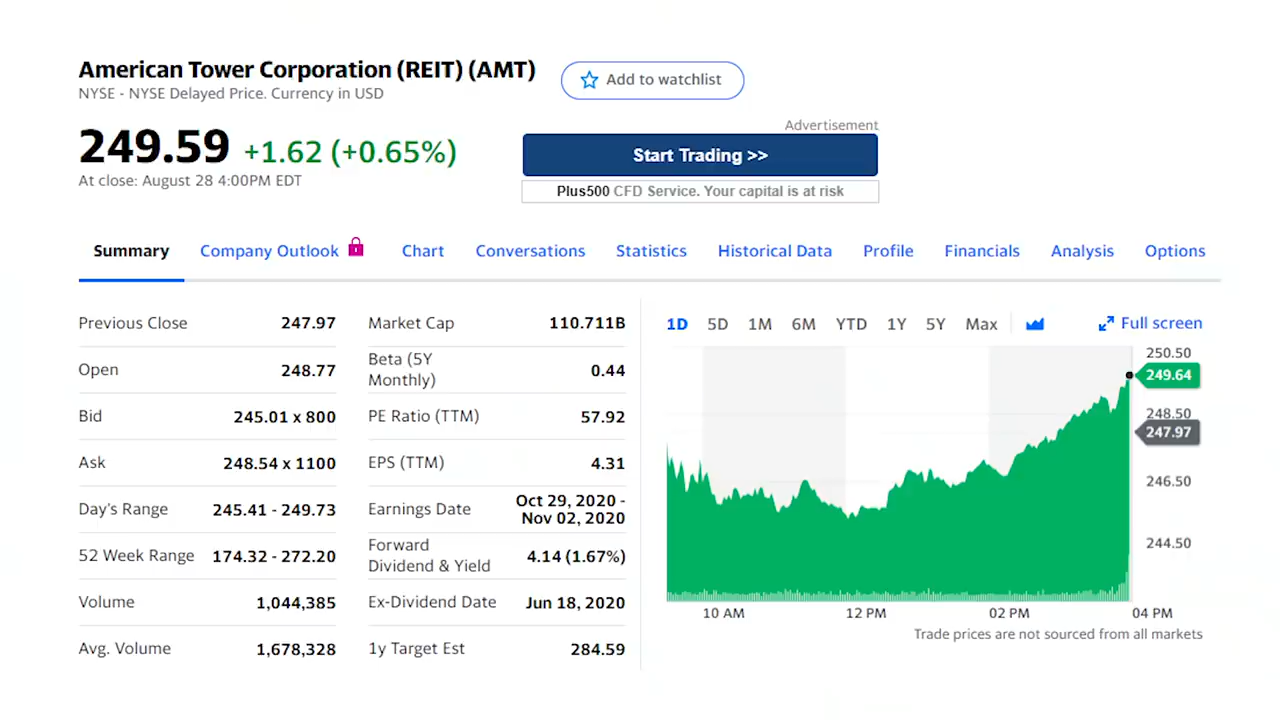 American Tower Corporation (REIT) (AMT)
Add to watchlist
NYSE - NYSE Delayed Price. Currency in USD
249.59 +1.62 (+0.65%)
At close: August 28 4:00PM EDT
Advertisement
Start Trading >>
Plus500 CFD Service. Your capital is at risk
Summary Company Outlook Chart Conversations Statistics Historical Data Profile Financials Analysis Options
Previous Close 247.97
Open 248.77
Bid 245.01 x 800
Ask 248.54 x 1100
Day's Range 245.41 - 249.73
52 Week Range 174.32 - 272.20
Volume 1,044,385
Avg. Volume 1,678,328
Market Cap 110.711B
Beta (5Y
Monthly) 0.44
PE Ratio (TTM) 57.92
EPS (TTM) 4.31
Earnings Date Oct 29, 2020 -
Nov 02, 2020
Forward
Dividend & Yield 4.14 (1.67%)
Ex-Dividend Date Jun 18, 2020
1y Target Est 284.59
1D 5D 1M 6M YTD 1Y 5Y Max Full screen
250.50
249.64
248.50
247.97
246.50
244.50
10 AM 12 PM 02 PM 04 PM
Trade prices are not sourced from all markets